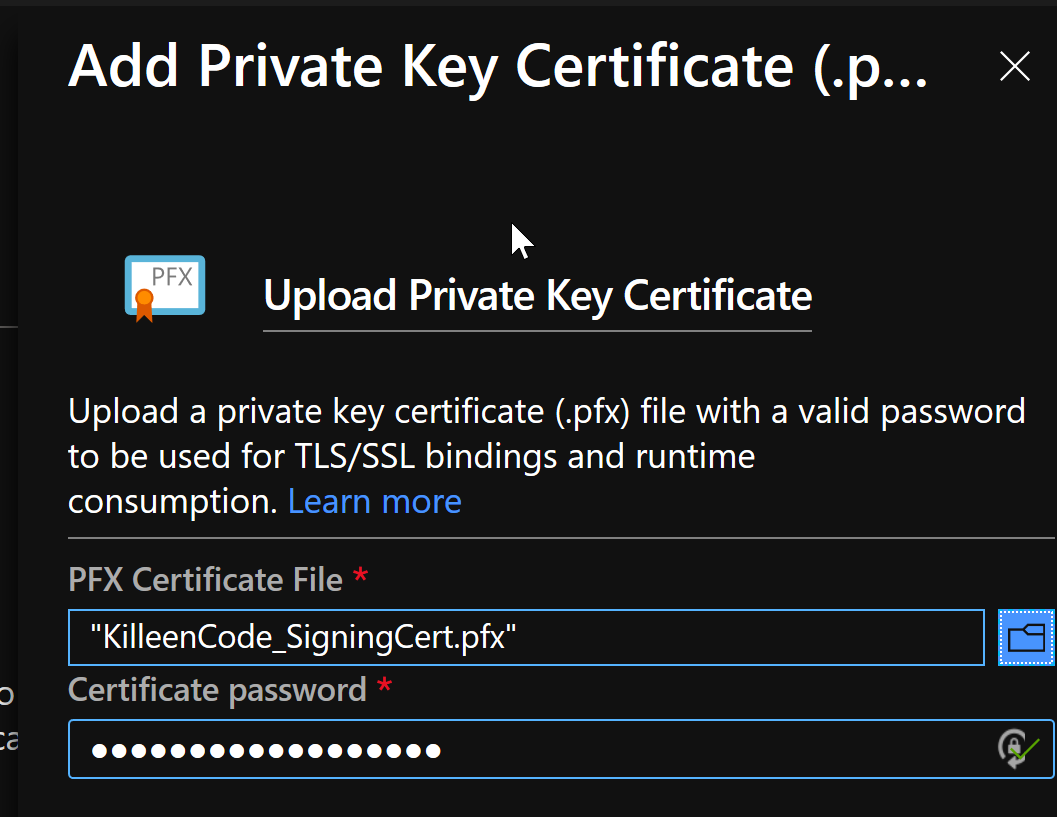 Add Private Key Certificate (.p...
PFX
Upload Private Key Certificate
Upload a private key certificate (.pfx) file with a valid password
to be used for TLS/SSL bindings and runtime
consumption. Learn more
PFX Certificate File *
"KilleenCode_SigningCert.pfx"
o
Certificate password *
ca
●●●●●●●●●●●●●●●●●●